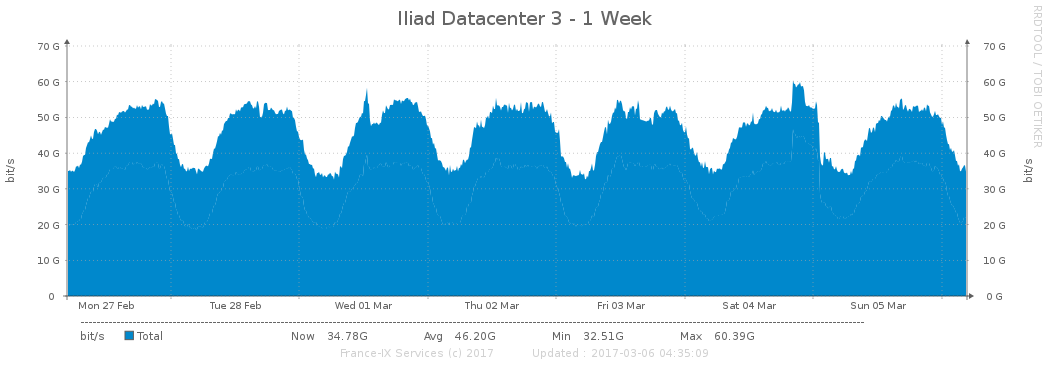 Iliad Datacenter 3 - 1 Week
RRDTOOL / TOBI OETIKER
70 G 70 G
60 G 60 G
50 G 50 G
40 G 40 G
30 G 30 G
20 G 20 G
10 G 10 G
0 0 G
bit/s bit/s
Mon 27 Feb Tue 28 Feb Wed 01 Mar Thu 02 Mar Fri 03 Mar Sat 04 Mar Sun 05 Mar
bit/s Total Now 34.78G Avg 46.20G Min 32.51G Max 60.39G
France-IX Services (c) 2017 Updated : 2017-03-06 04:35:09